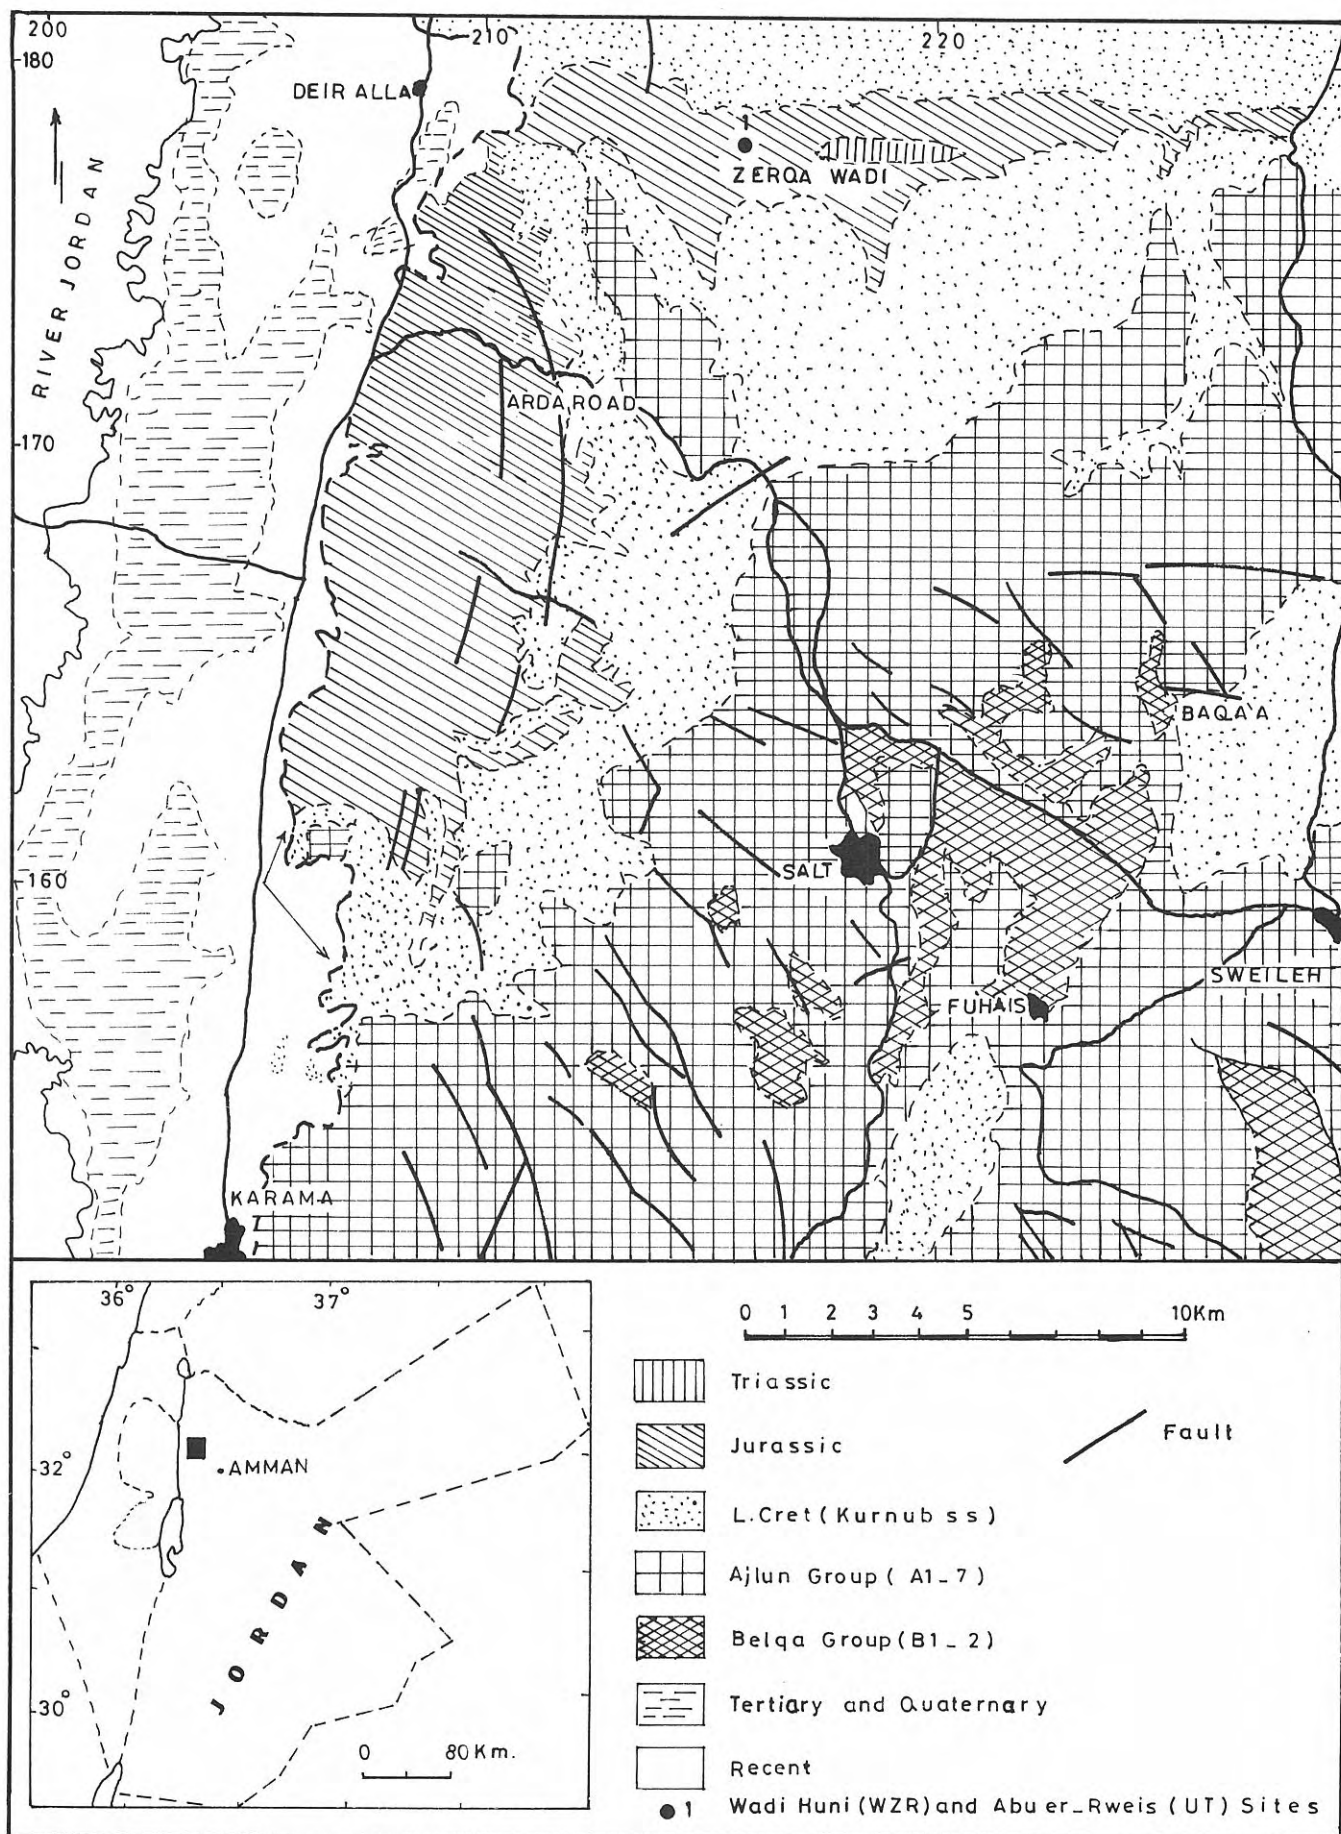 200
210
220
180
DEIR ALLA
1
ZERQA WADI
RIVER JORDAN
ARDA ROAD
170
BAQA'A
SALT
160
SWEILEH
FUHAIS
KARAMA
36°
37°
0 1 2 3 4 5 10Km
Triassic
Fault
Jurassic
32°
AMMAN
L.Cret (Kurnub ss)
JORDAN
Ajlun Group (A1_7)
Belqa Group (B1_2)
30°
Tertiary and Quaternary
0 80 Km.
Recent
1 Wadi Huni (WZR) and Abu er_Rweis (UT) Sites